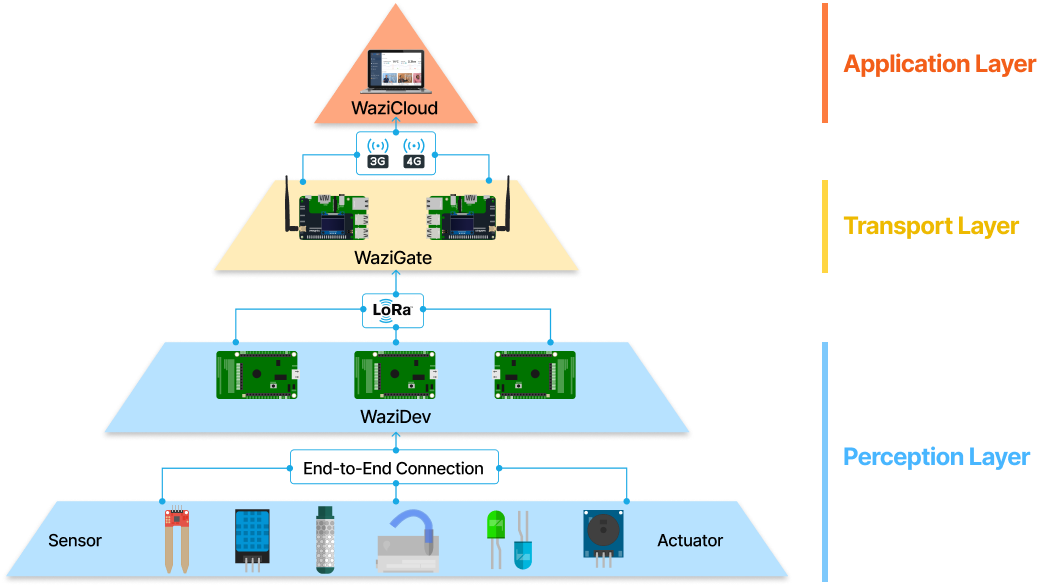 Application Layer
WaziCloud
3G 4G
Transport Layer
WaziGate
LoRa
WaziDev
Perception Layer
End-to-End Connection
Sensor
Actuator